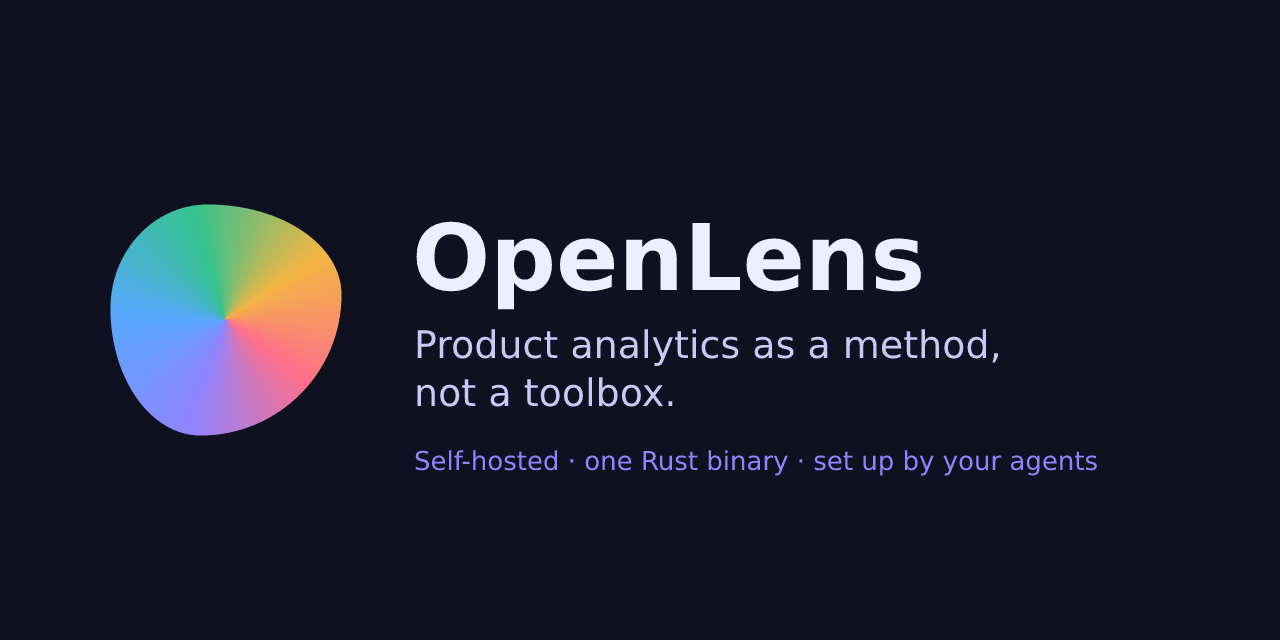 OpenLens
Product analytics as a method,
not a toolbox.
Self-hosted · one Rust binary · set up by your agents